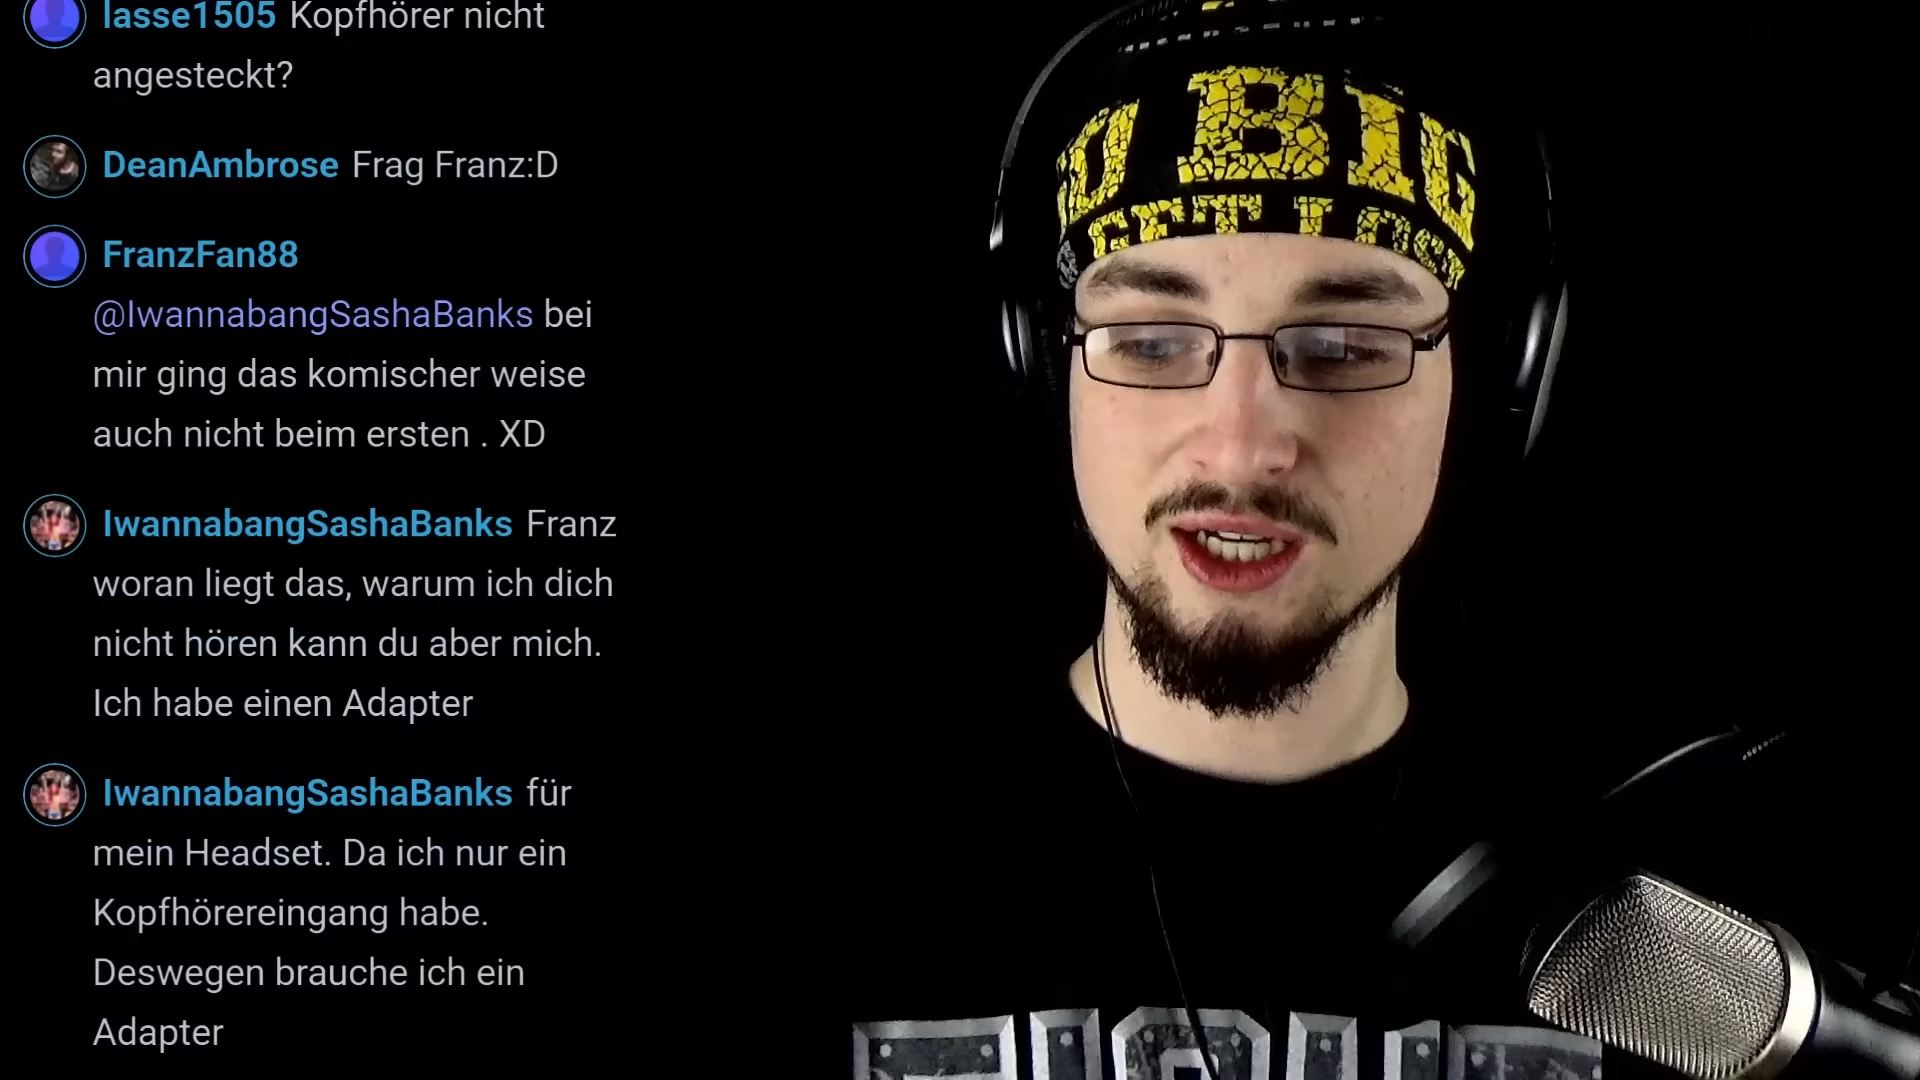 lasse1505 Kopfhörer nicht
angesteckt?
DeanAmbrose Frag Franz:D
FranzFan88
@IwannabangSashaBanks bei
mir ging das komischer weise
auch nicht beim ersten . XD
IwannabangSashaBanks Franz
woran liegt das, warum ich dich
nicht hören kann du aber mich.
Ich habe einen Adapter
IwannabangSashaBanks für
mein Headset. Da ich nur ein
Kopfhörereingang habe.
Deswegen brauche ich ein
Adapter
BIG
GET LOST